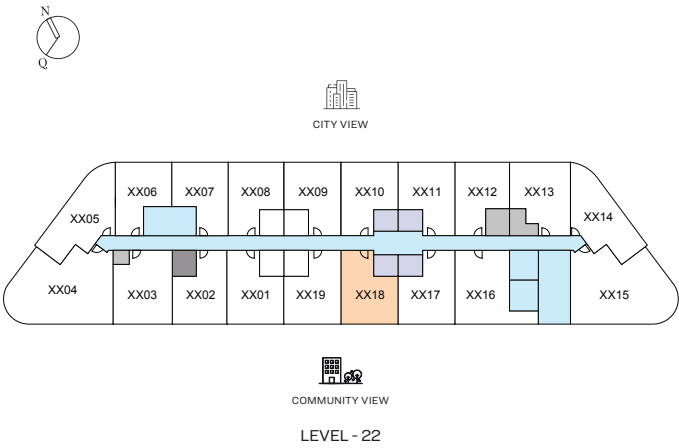 N
Q
CITY VIEW
XX06 XX07 XX08 XX09 XX10 XX11 XX12 XX13
XX05 XX14
XX04 XX03 XX02 XX01 XX19 XX18 XX17 XX16 XX15
COMMUNITY VIEW
LEVEL - 22